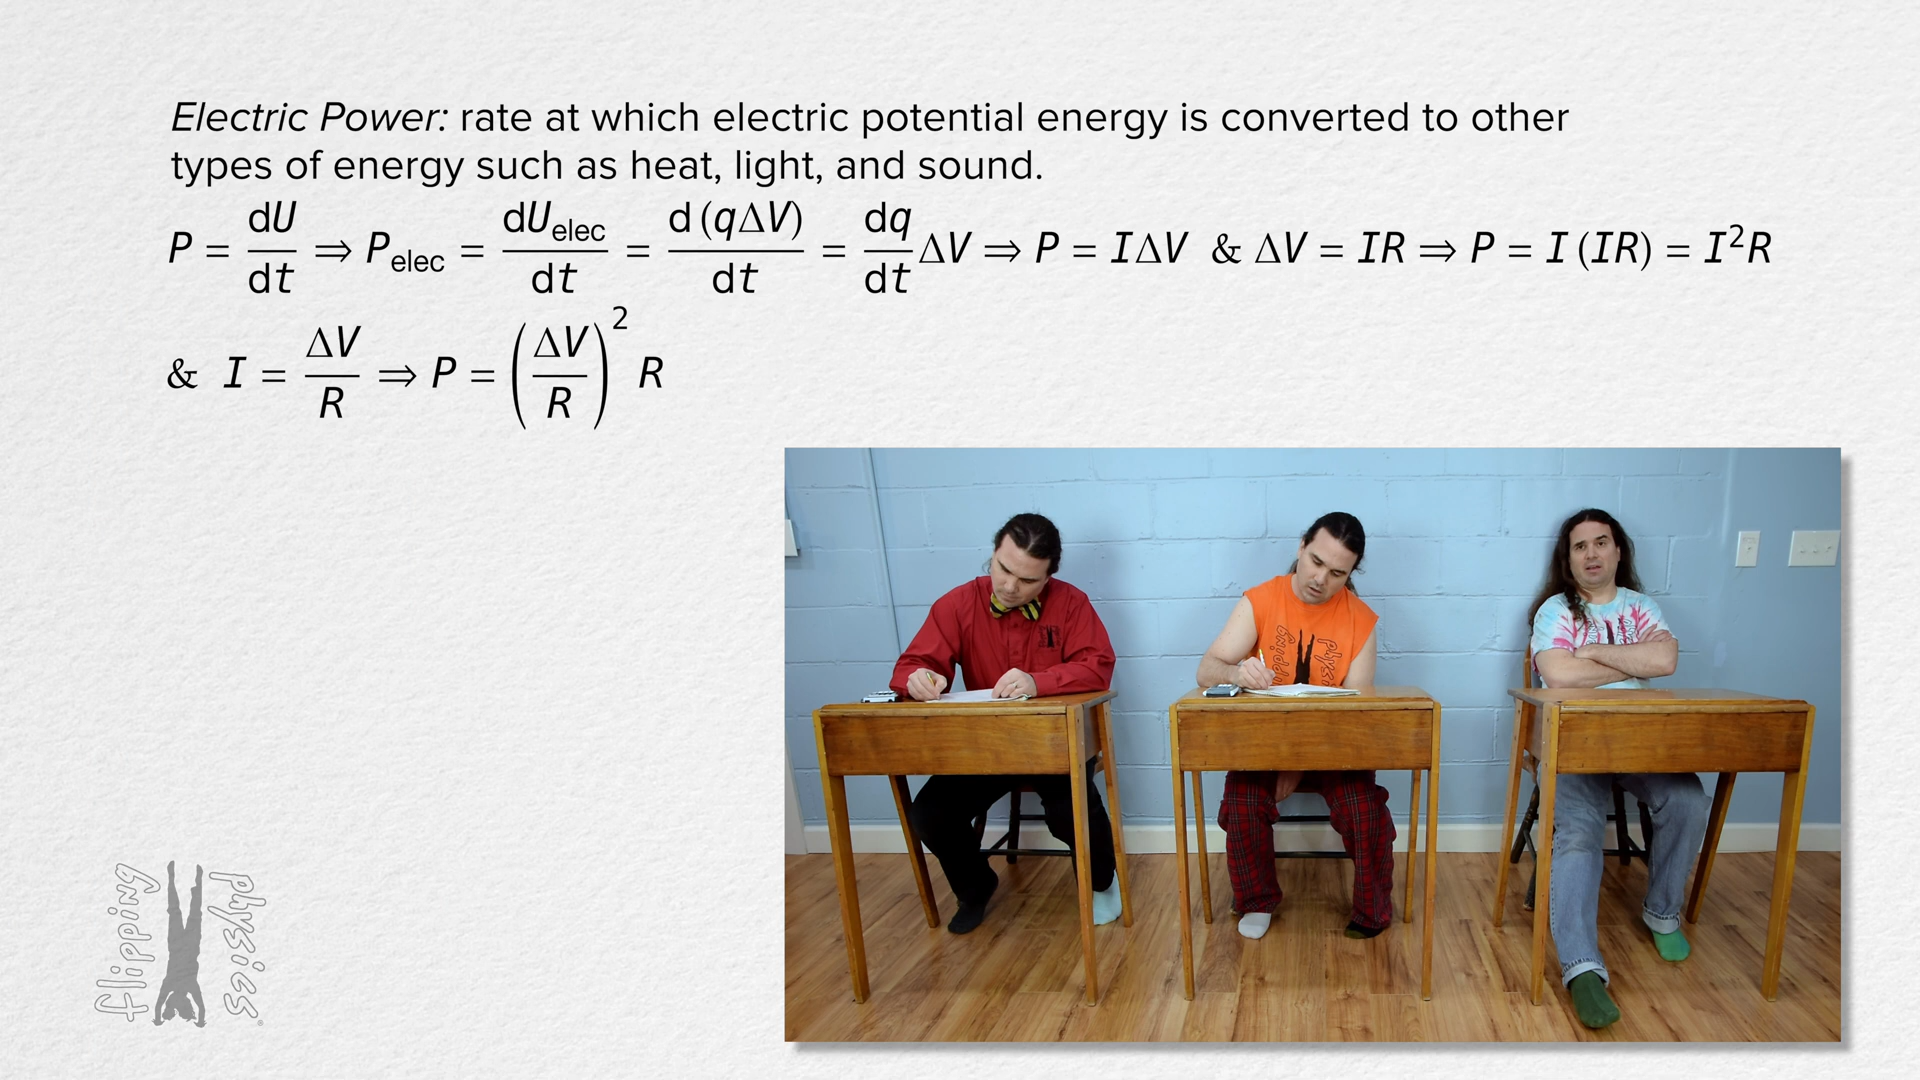 Electric Power: rate at which electric potential energy is converted to other
types of energy such as heat, light, and sound.
P = dU/dt ⇒ P_elec = dU_elec/dt = d(qΔV)/dt = dq/dt ΔV ⇒ P = IΔV & ΔV = IR ⇒ P = I(IR) = I²R
& I = ΔV/R ⇒ P = (ΔV/R)² R
flipping
physics
flipping
physics